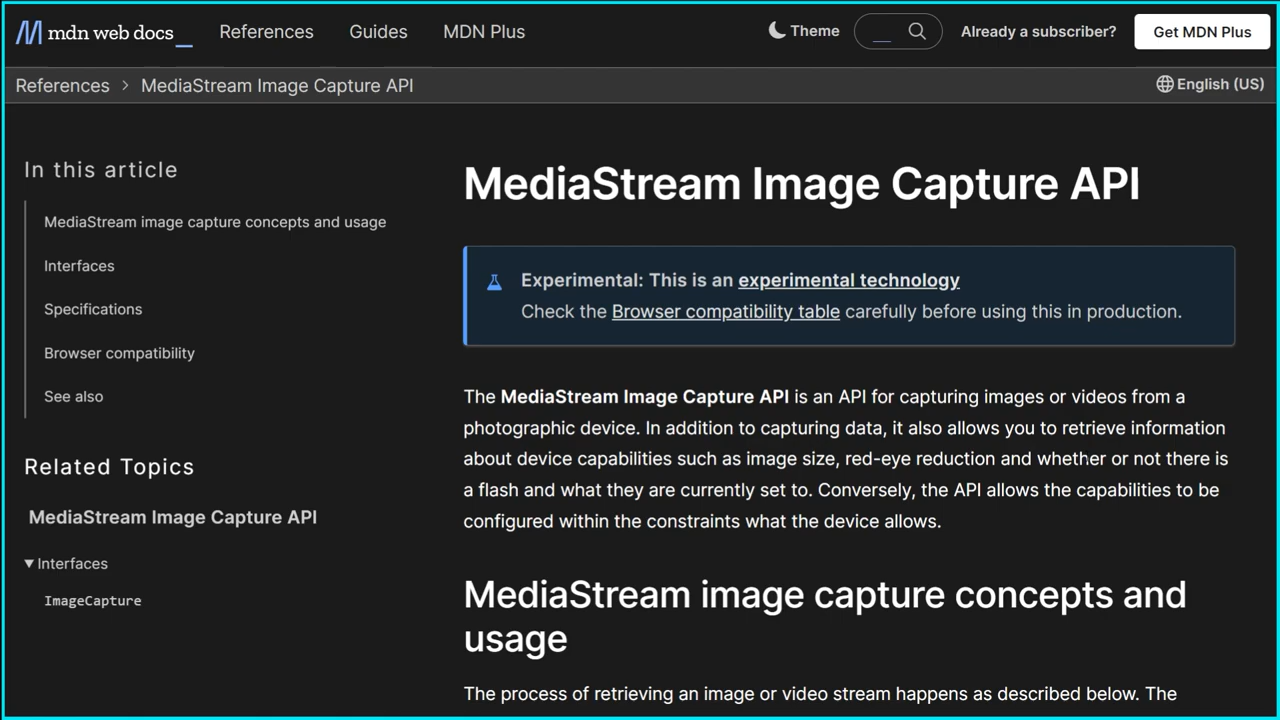 mdn web docs_ References Guides MDN Plus Theme Already a subscriber? Get MDN Plus
References > MediaStream Image Capture API English (US)
In this article
MediaStream image capture concepts and usage
Interfaces
Specifications
Browser compatibility
See also
Related Topics
MediaStream Image Capture API
▼ Interfaces
ImageCapture
MediaStream Image Capture API
Experimental: This is an experimental technology
Check the Browser compatibility table carefully before using this in production.
The MediaStream Image Capture API is an API for capturing images or videos from a
photographic device. In addition to capturing data, it also allows you to retrieve information
about device capabilities such as image size, red-eye reduction and whether or not there is
a flash and what they are currently set to. Conversely, the API allows the capabilities to be
configured within the constraints what the device allows.
MediaStream image capture concepts and
usage
The process of retrieving an image or video stream happens as described below. The